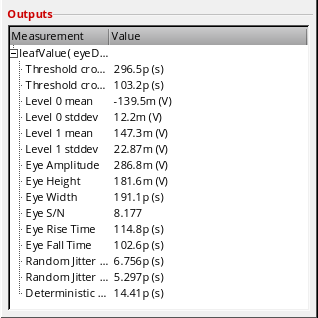 Outputs
Measurement Value
leafValue( eyeD...
Threshold cro... 296.5p (s)
Threshold cro... 103.2p (s)
Level 0 mean -139.5m (V)
Level 0 stddev 12.2m (V)
Level 1 mean 147.3m (V)
Level 1 stddev 22.87m (V)
Eye Amplitude 286.8m (V)
Eye Height 181.6m (V)
Eye Width 191.1p (s)
Eye S/N 8.177
Eye Rise Time 114.8p (s)
Eye Fall Time 102.6p (s)
Random Jitter ... 6.756p (s)
Random Jitter ... 5.297p (s)
Deterministic ... 14.41p (s)